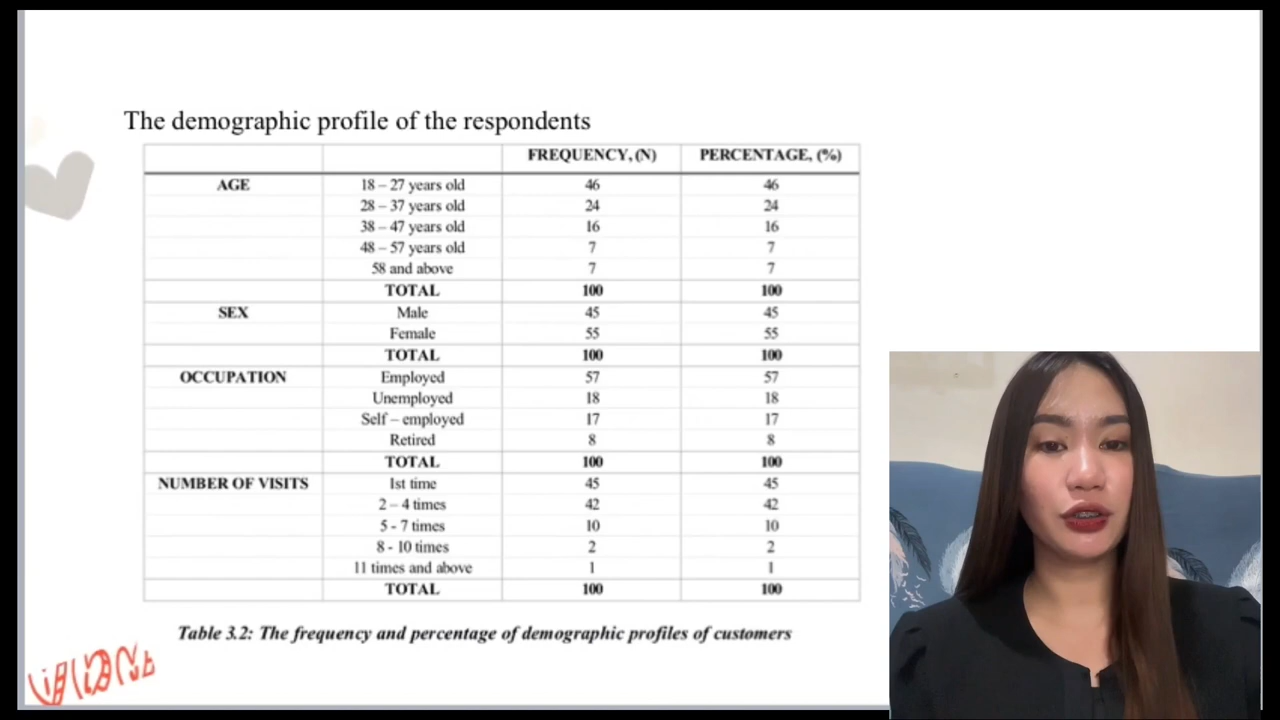 The demographic profile of the respondents
FREQUENCY, (N) PERCENTAGE, (%)
AGE 18 – 27 years old 46 46
28 – 37 years old 24 24
38 – 47 years old 16 16
48 – 57 years old 7 7
58 and above 7 7
TOTAL 100 100
SEX Male 45 45
Female 55 55
TOTAL 100 100
OCCUPATION Employed 57 57
Unemployed 18 18
Self – employed 17 17
Retired 8 8
TOTAL 100 100
NUMBER OF VISITS 1st time 45 45
2 – 4 times 42 42
5 - 7 times 10 10
8 - 10 times 2 2
11 times and above 1 1
TOTAL 100 100
Table 3.2: The frequency and percentage of demographic profiles of customers